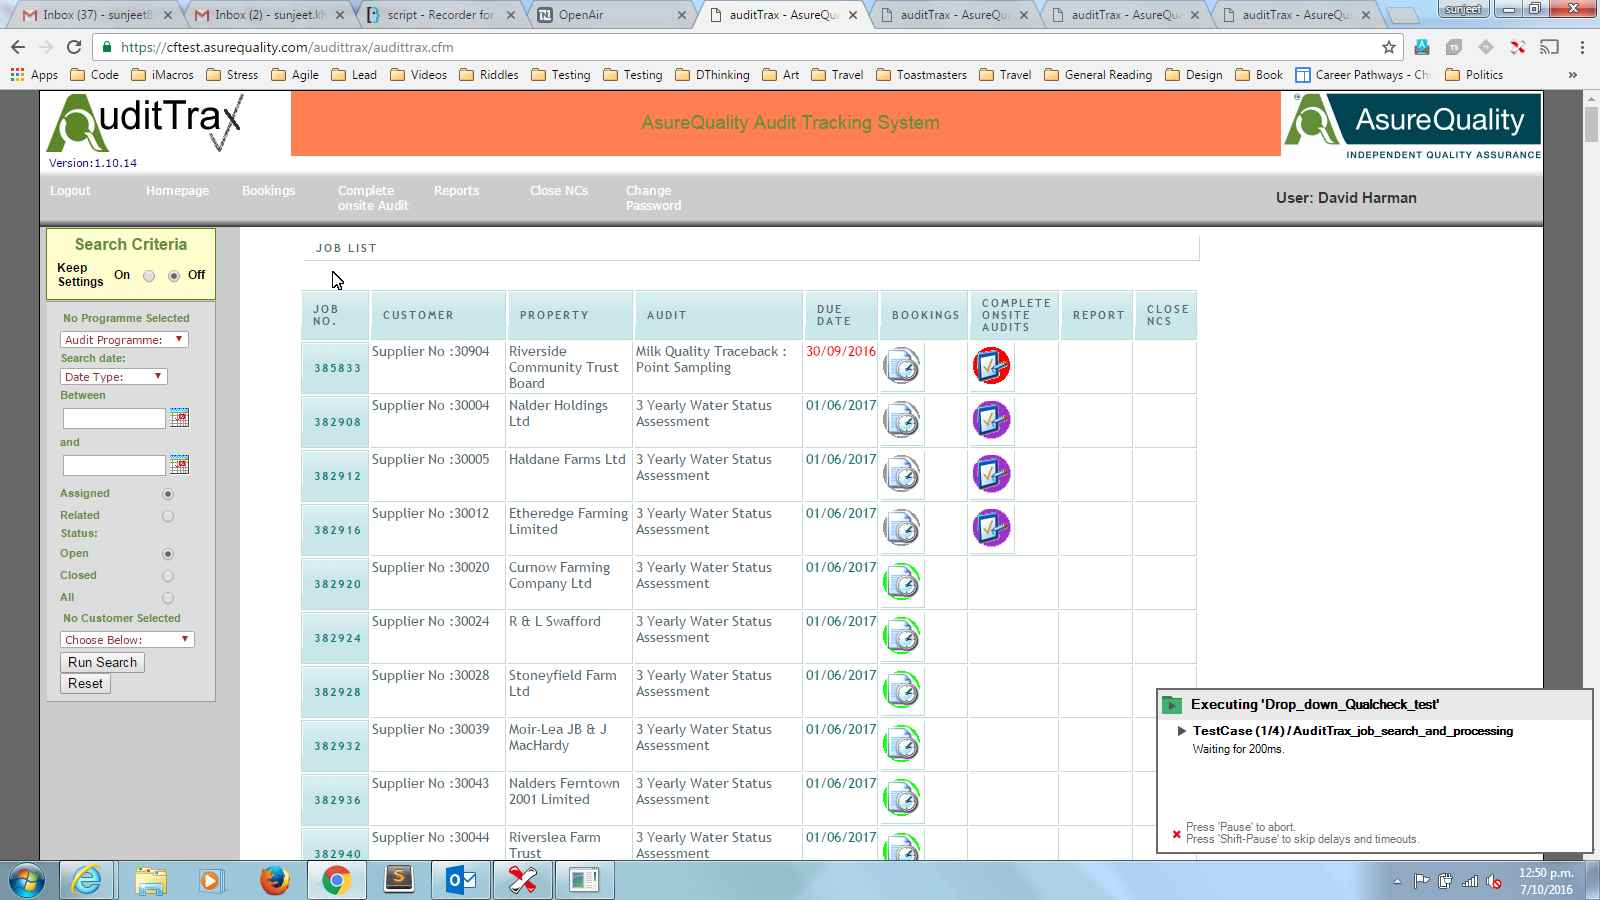 Inbox (37) - sunjeet8
Inbox (2) - sunjeet.kh
script - Recorder for
OpenAir
auditTrax - AsureQua
auditTrax - AsureQu
auditTrax - AsureQu
auditTrax - AsureQu
sunjeet
https://cftest.asurequality.com/audittrax/audittrax.cfm
Apps Code iMacros Stress Agile Lead Videos Riddles Testing Testing DThinking Art Travel Toastmasters Travel General Reading Design Book Career Pathways - Ch Politics »
AuditTrax
Version:1.10.14
AsureQuality Audit Tracking System
AsureQuality
INDEPENDENT QUALITY ASSURANCE
Logout Homepage Bookings Complete onsite Audit Reports Close NCs Change Password
User: David Harman
Search Criteria
Keep Settings On Off
No Programme Selected
Audit Programme:
Search date:
Date Type:
Between
and
Assigned
Related
Status:
Open
Closed
All
No Customer Selected
Choose Below:
Run Search
Reset
JOB LIST
JOB NO. CUSTOMER PROPERTY AUDIT DUE DATE BOOKINGS COMPLETE ONSITE AUDITS REPORT CLOSE NCS
385833 Supplier No :30904 Riverside Community Trust Board Milk Quality Traceback : Point Sampling 30/09/2016
382908 Supplier No :30004 Nalder Holdings Ltd 3 Yearly Water Status Assessment 01/06/2017
382912 Supplier No :30005 Haldane Farms Ltd 3 Yearly Water Status Assessment 01/06/2017
382916 Supplier No :30012 Etheredge Farming Limited 3 Yearly Water Status Assessment 01/06/2017
382920 Supplier No :30020 Curnow Farming Company Ltd 3 Yearly Water Status Assessment 01/06/2017
382924 Supplier No :30024 R & L Swafford 3 Yearly Water Status Assessment 01/06/2017
382928 Supplier No :30028 Stoneyfield Farm Ltd 3 Yearly Water Status Assessment 01/06/2017
382932 Supplier No :30039 Moir-Lea JB & J MacHardy 3 Yearly Water Status Assessment 01/06/2017
382936 Supplier No :30043 Nalders Ferntown 2001 Limited 3 Yearly Water Status Assessment 01/06/2017
382940 Supplier No :30044 Riverslea Farm Trust 3 Yearly Water Status Assessment 01/06/2017
Executing 'Drop_down_Qualcheck_test'
TestCase (1/4) / AuditTrax_job_search_and_processing
Waiting for 200ms.
Press 'Pause' to abort.
Press 'Shift-Pause' to skip delays and timeouts.
12:50 p.m.
7/10/2016